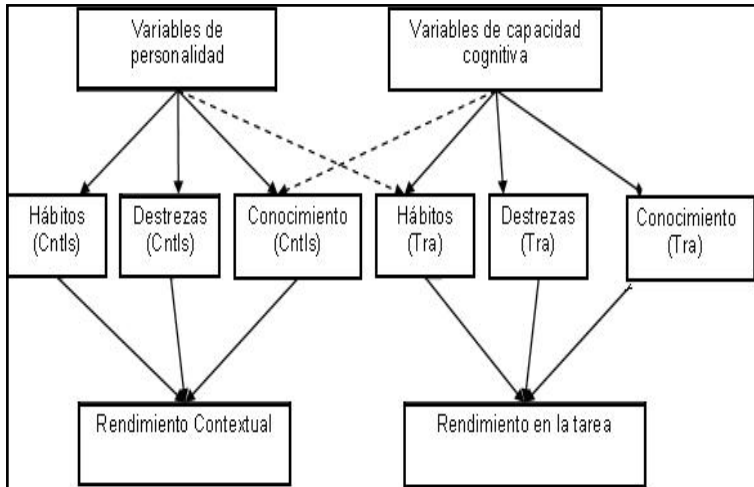 Variables de
personalidad
Variables de capacidad
cognitiva
Hábitos
(Cntls)
Destrezas
(Cntls)
Conocimiento
(Cntls)
Hábitos
(Tra)
Destrezas
(Tra)
Conocimiento
(Tra)
Rendimiento Contextual
Rendimiento en la tarea